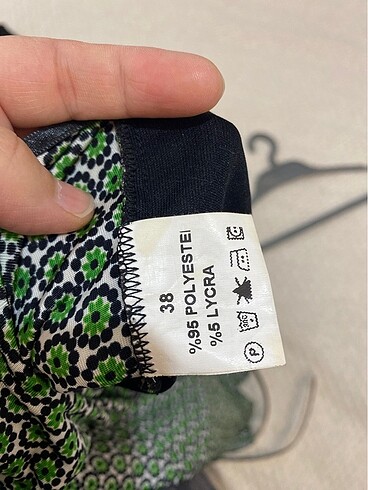 38
%95 POLYESTEI
%5 LYCRA
P